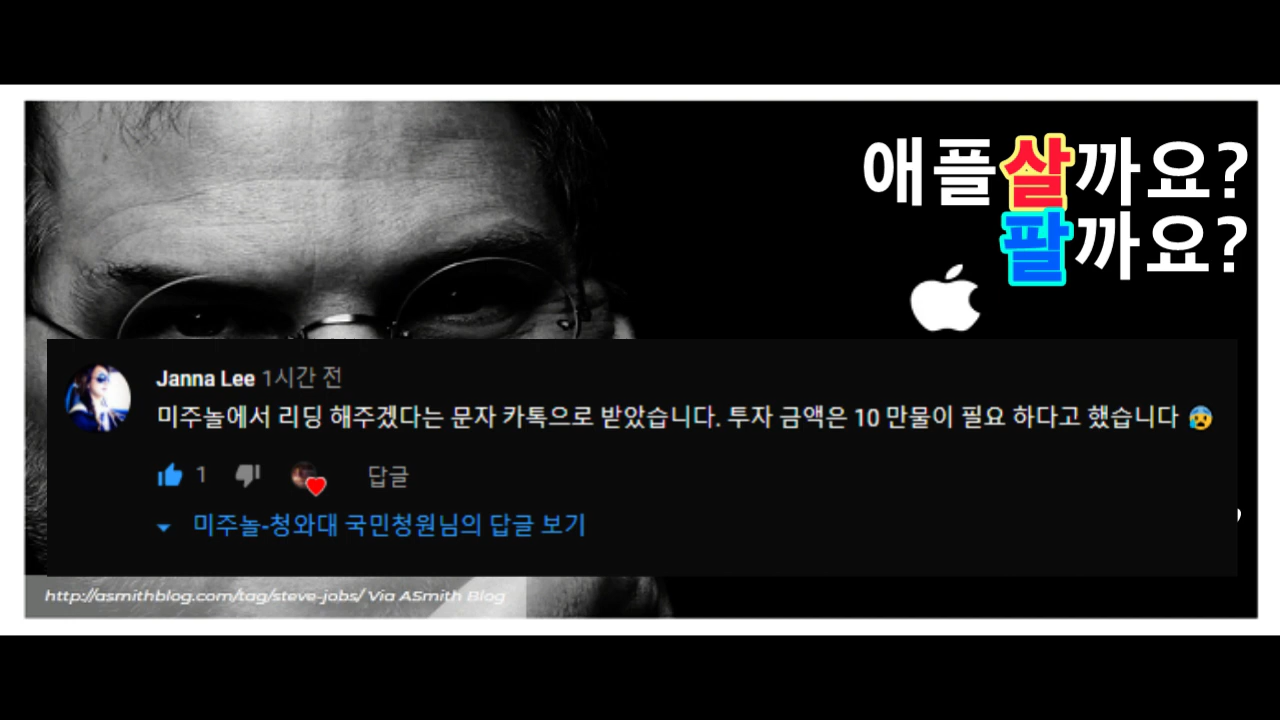 애플살까요?
팔까요?
Janna Lee 1시간 전
미주놀에서 리딩 해주겠다는 문자 카톡으로 받았습니다. 투자 금액은 10 만물이 필요 하다고 했습니다 😰
1 답글
미주놀-청와대 국민청원님의 답글 보기
http://asmithblog.com/tag/steve-jobs/ Via ASmith Blog